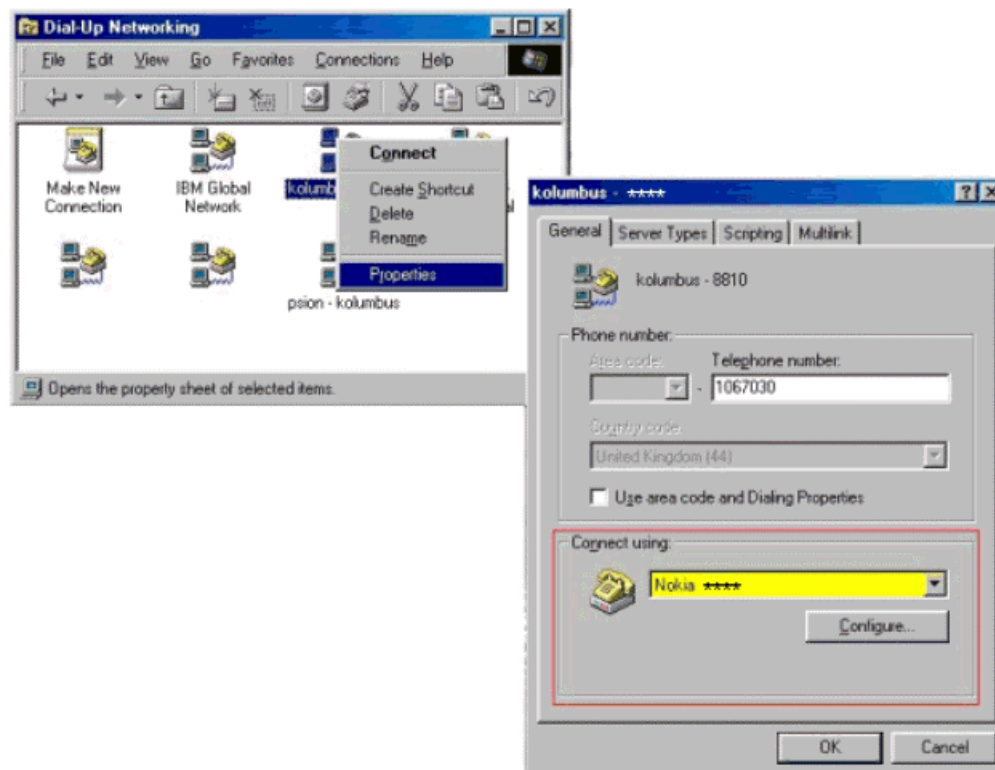 Dial-Up Networking
File Edit View Go Favorites Connections Help
Make New
Connection
IBM Global
Network
kolumb
Connect
Create Shortcut
Delete
Rename
Properties
psion - kolumbus
Opens the property sheet of selected items.
kolumbus - ****
General Server Types Scripting Multilink
kolumbus - 8810
Phone number:
Area code: Telephone number:
- 1067030
Country code:
United Kingdom (44)
Use area code and Dialing Properties
Connect using:
Nokia ****
Configure...
OK Cancel